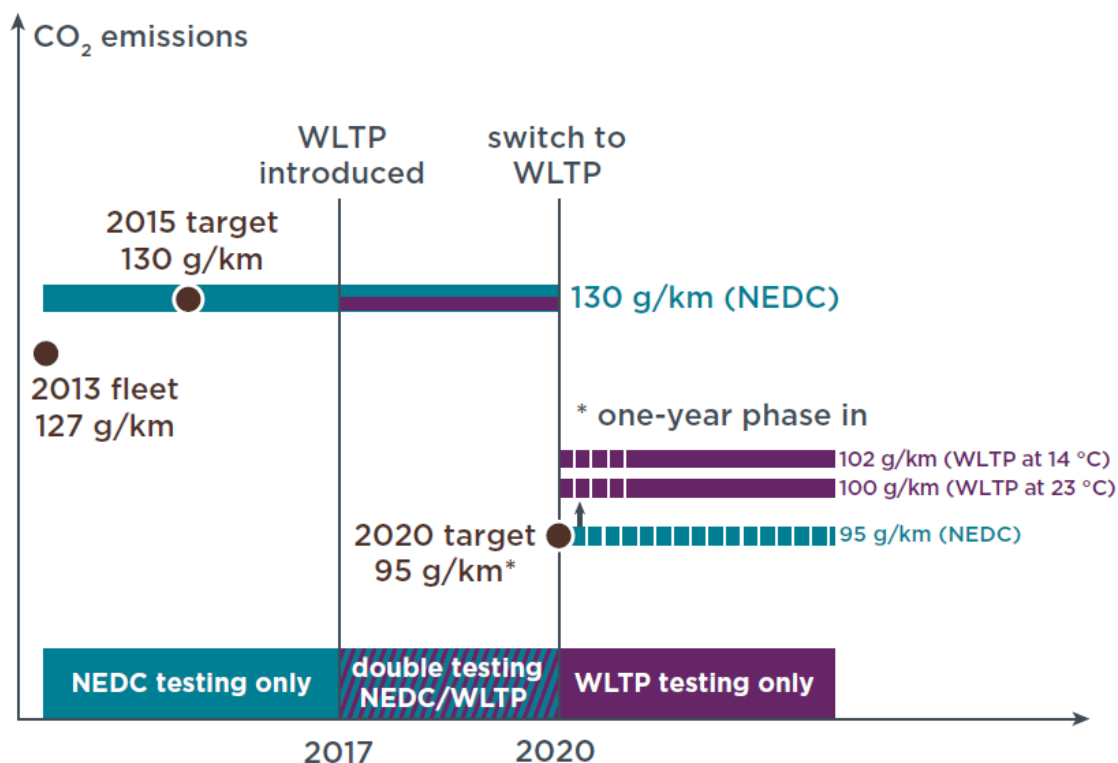 CO₂ emissions
WLTP
introduced
switch to
WLTP
2015 target
130 g/km
130 g/km (NEDC)
2013 fleet
127 g/km
* one-year phase in
102 g/km (WLTP at 14 °C)
100 g/km (WLTP at 23 °C)
2020 target
95 g/km*
95 g/km (NEDC)
NEDC testing only
double testing
NEDC/WLTP
WLTP testing only
2017
2020